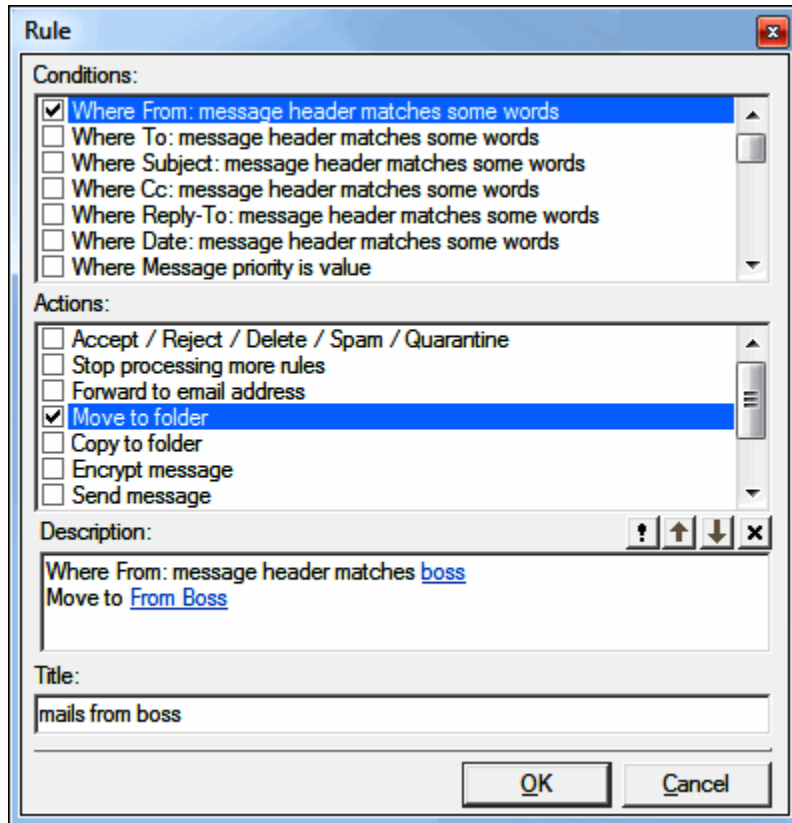 Rule
Conditions:
Where From: message header matches some words
Where To: message header matches some words
Where Subject: message header matches some words
Where Cc: message header matches some words
Where Reply-To: message header matches some words
Where Date: message header matches some words
Where Message priority is value
Actions:
Accept / Reject / Delete / Spam / Quarantine
Stop processing more rules
Forward to email address
Move to folder
Copy to folder
Encrypt message
Send message
Description:
Where From: message header matches boss
Move to From Boss
Title:
mails from boss
OK Cancel